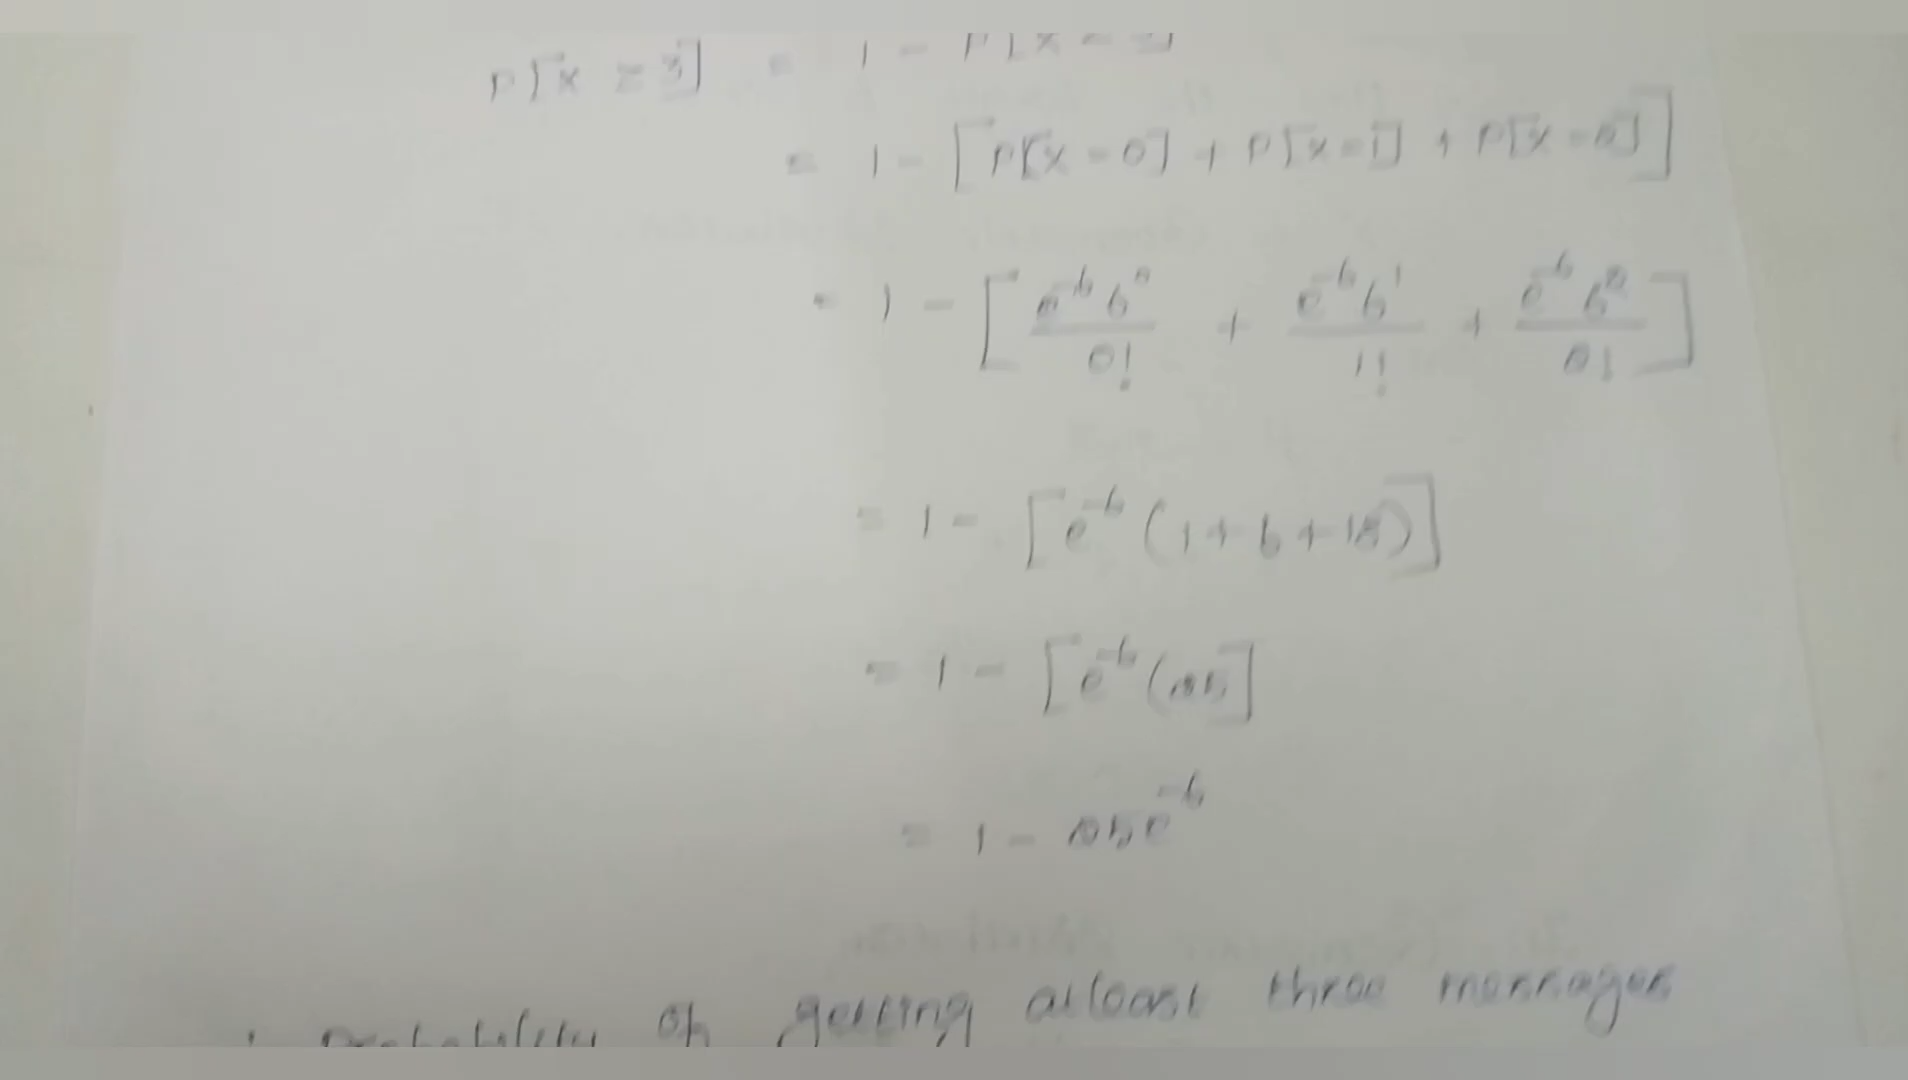 P[X ≥ 3] = 1 - P[X < 3]
= 1 - [P[X=0] + P[X=1] + P[X=2]]
= 1 - [e^-6 6^0 / 0! + e^-6 6^1 / 1! + e^-6 6^2 / 2!]
= 1 - [e^-6 (1 + 6 + 18)]
= 1 - [e^-6 (25]
= 1 - 25e^-6
∴ Probability of getting atleast three messages